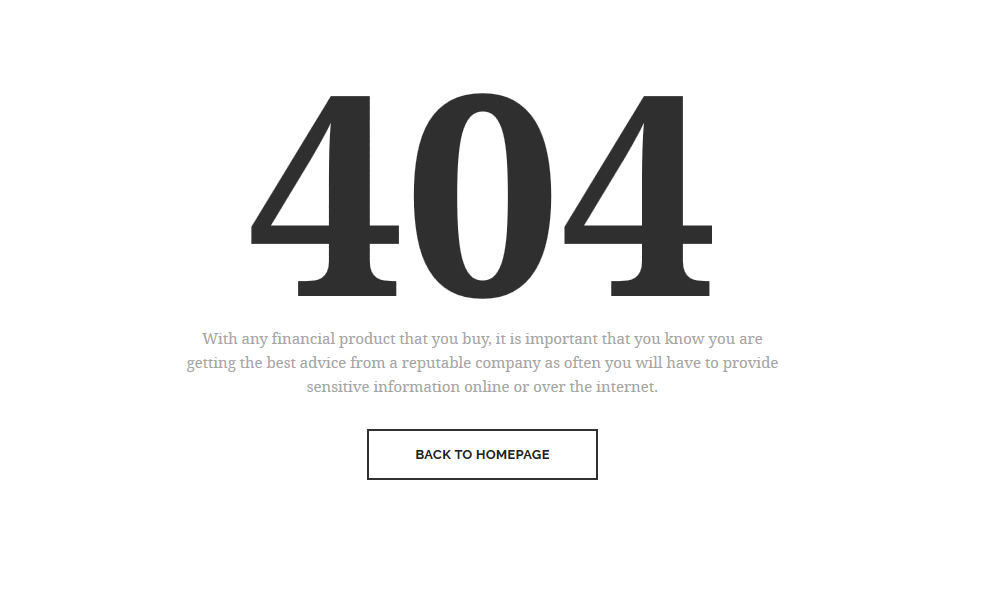 404
With any financial product that you buy, it is important that you know you are
getting the best advice from a reputable company as often you will have to provide
sensitive information online or over the internet.
BACK TO HOMEPAGE